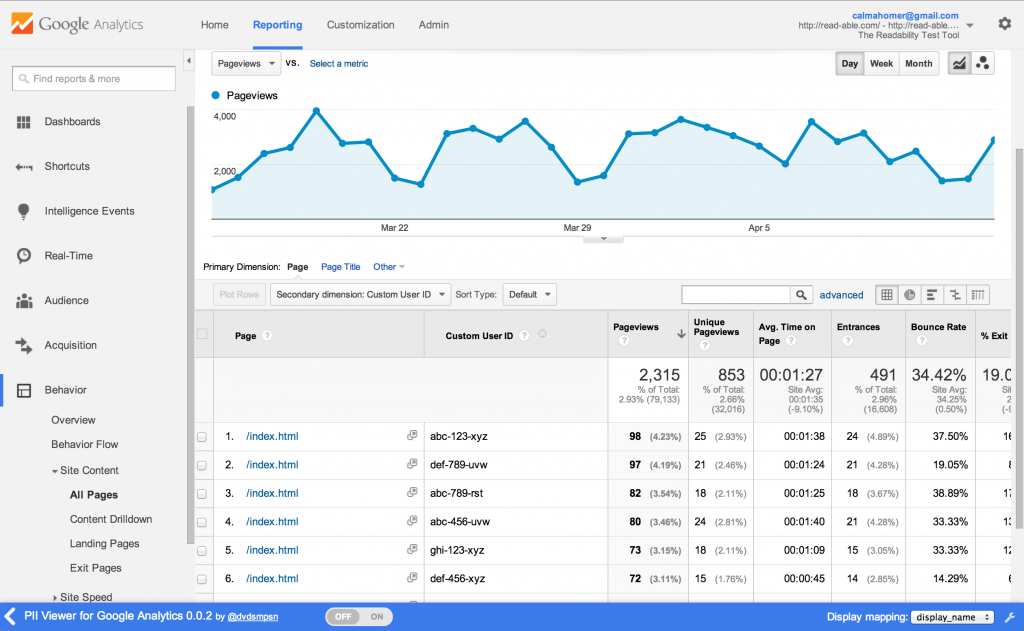 Google Analytics
Home Reporting Customization Admin
calmahomer@gmail.com
http://read-able.com/ - http://read-able....
The Readability Test Tool
Find reports & more
Dashboards
Shortcuts
Intelligence Events
Real-Time
Audience
Acquisition
Behavior
Overview
Behavior Flow
Site Content
All Pages
Content Drilldown
Landing Pages
Exit Pages
Site Speed
Pageviews VS. Select a metric
Day Week Month
Pageviews
4,000
2,000
Mar 22 Mar 29 Apr 5
Primary Dimension: Page Page Title Other
Plot Rows Secondary dimension: Custom User ID Sort Type: Default advanced
Page ? Custom User ID ? Pageviews ? Unique Pageviews ? Avg. Time on Page ? Entrances ? Bounce Rate ? % Exit
2,315 853 00:01:27 491 34.42% 19.0
% of Total: 2.93% (79,133) % of Total: 2.66% (32,016) Site Avg: 00:01:35 (-9.10%) % of Total: 2.96% (16,608) Site Avg: 34.25% (0.50%)
1. /index.html abc-123-xyz 98 (4.23%) 25 (2.93%) 00:01:38 24 (4.89%) 37.50%
2. /index.html def-789-uvw 97 (4.19%) 21 (2.46%) 00:01:24 21 (4.28%) 19.05%
3. /index.html abc-789-rst 82 (3.54%) 18 (2.11%) 00:01:25 18 (3.67%) 38.89%
4. /index.html abc-456-uvw 80 (3.46%) 24 (2.81%) 00:01:40 21 (4.28%) 33.33%
5. /index.html ghi-123-xyz 73 (3.15%) 18 (2.11%) 00:01:09 15 (3.05%) 33.33%
6. /index.html def-456-xyz 72 (3.11%) 15 (1.76%) 00:00:45 14 (2.85%) 14.29%
PII Viewer for Google Analytics 0.0.2 by @dvdsmpsn OFF ON Display mapping: display_name